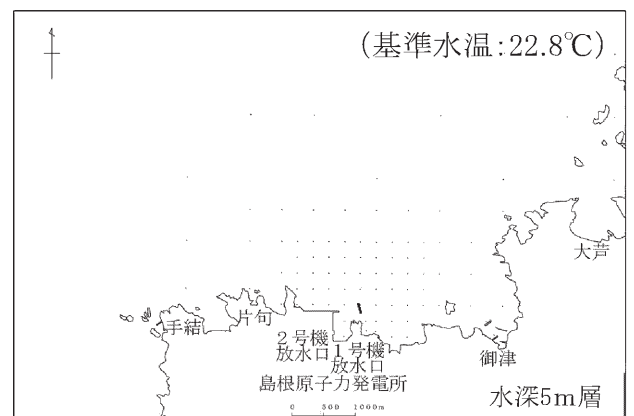 (基準水温:22.8℃)
大芦
手結
片句
2号機
放水口
1号機
放水口
御津
島根原子力発電所
水深5m層
0 500 1000m